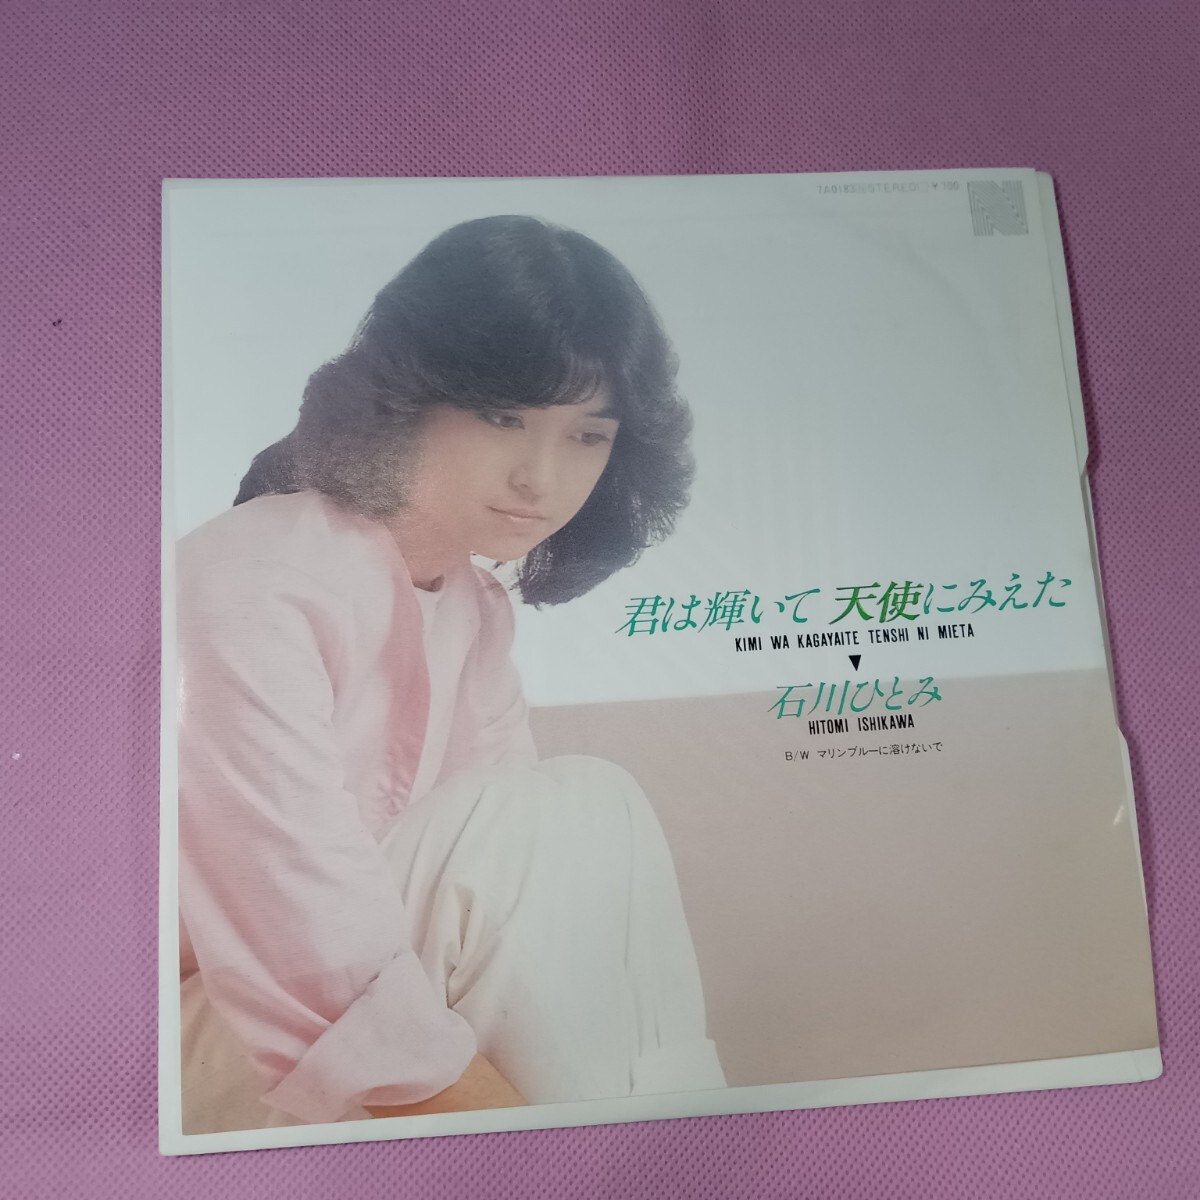 STEREO ¥ 700
N
君は輝いて 天使にみえた
KIMI WA KAGAYAITE TENSHI NI MIETA
▼
石川ひとみ
HITOMI ISHIKAWA
B/W マリンブルーに溶けないで